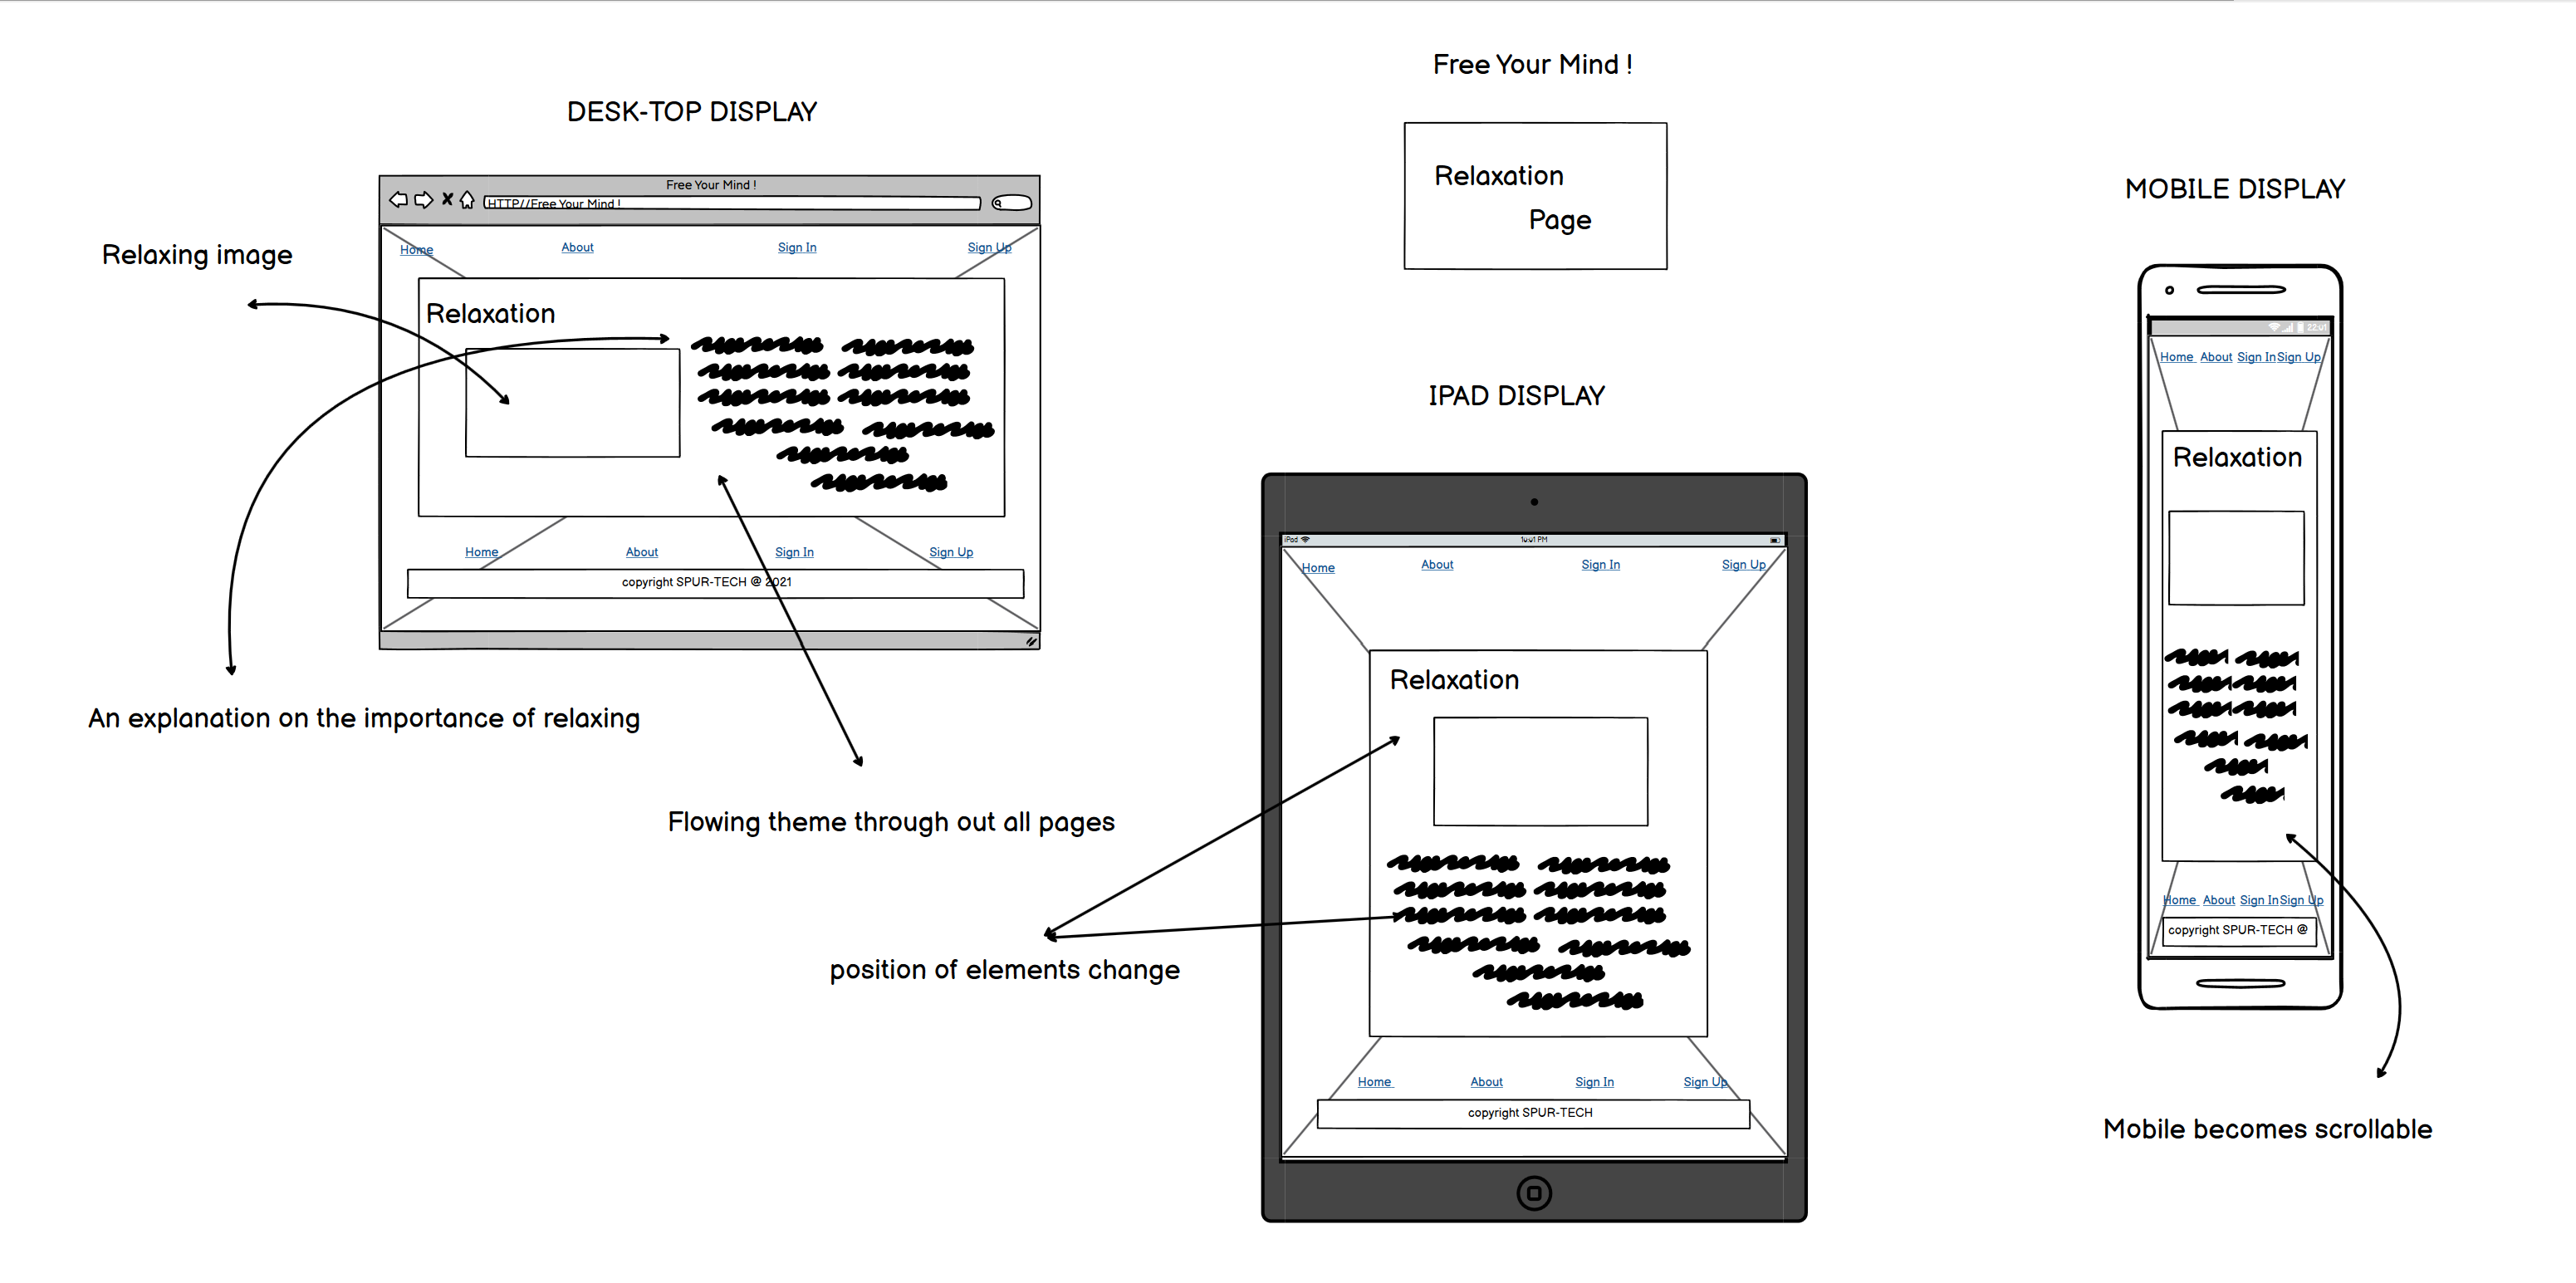 Free Your Mind !
DESK-TOP DISPLAY
Relaxation
Page
Free Your Mind !
HTTP//Free Your Mind !
Relaxing image
Home About Sign In Sign Up
Relaxation
Home About Sign In Sign Up
copyright SPUR-TECH @ 2021
An explanation on the importance of relaxing
Flowing theme through out all pages
position of elements change
IPAD DISPLAY
iPad
Home About Sign In Sign Up
Relaxation
Home About Sign In Sign Up
copyright SPUR-TECH
MOBILE DISPLAY
Home About Sign In Sign Up
Relaxation
Home About Sign In Sign Up
copyright SPUR-TECH @
Mobile becomes scrollable